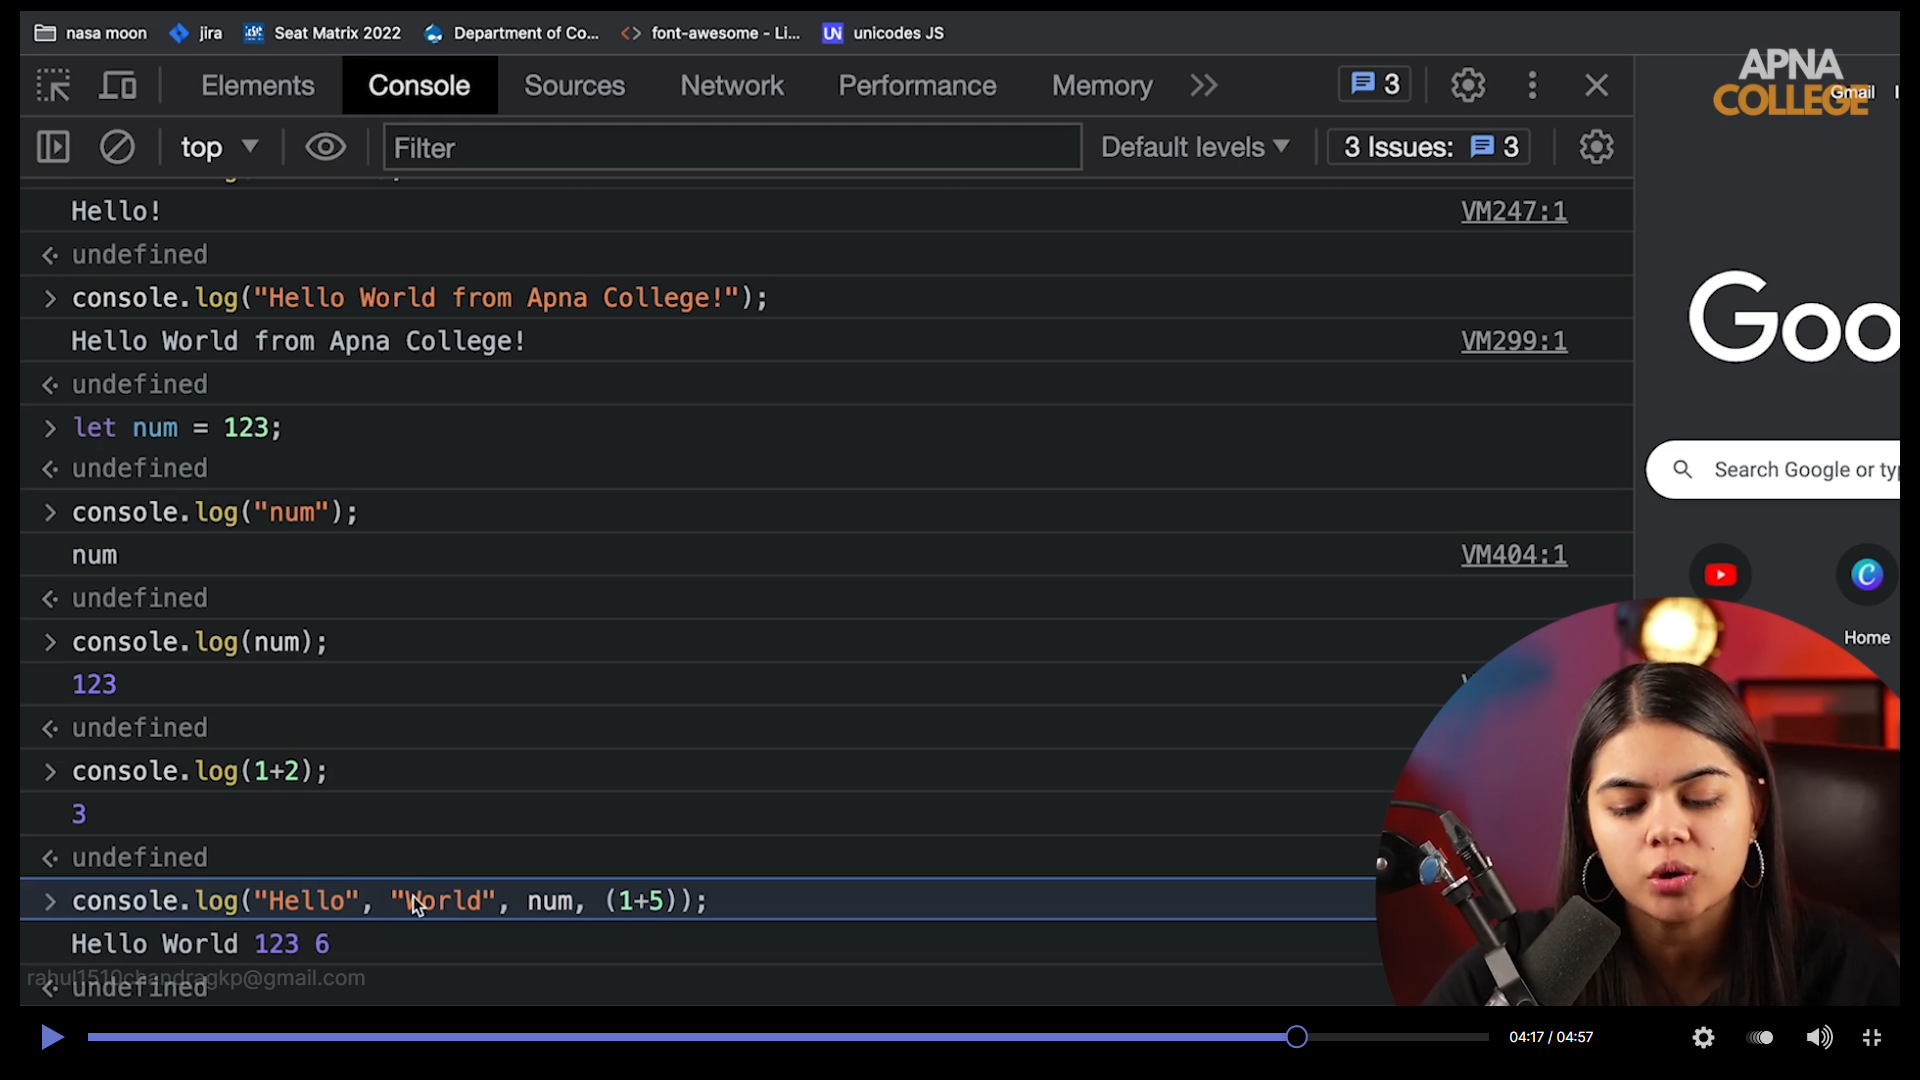 nasa moon jira Seat Matrix 2022 Department of Co... font-awesome - Li... unicodes JS
APNA
COLLEGE
Gmail
Elements Console Sources Network Performance Memory 3
top Filter Default levels 3 Issues: 3
Hello! VM247:1
undefined
console.log("Hello World from Apna College!");
Hello World from Apna College! VM299:1
undefined
let num = 123;
undefined
console.log("num");
num VM404:1
undefined
console.log(num);
123
undefined
console.log(1+2);
3
undefined
console.log("Hello", "World", num, (1+5));
Hello World 123 6
rahul1510chandragkp@gmail.com
undefined
Goo
Search Google or ty
Home
04:17 / 04:57